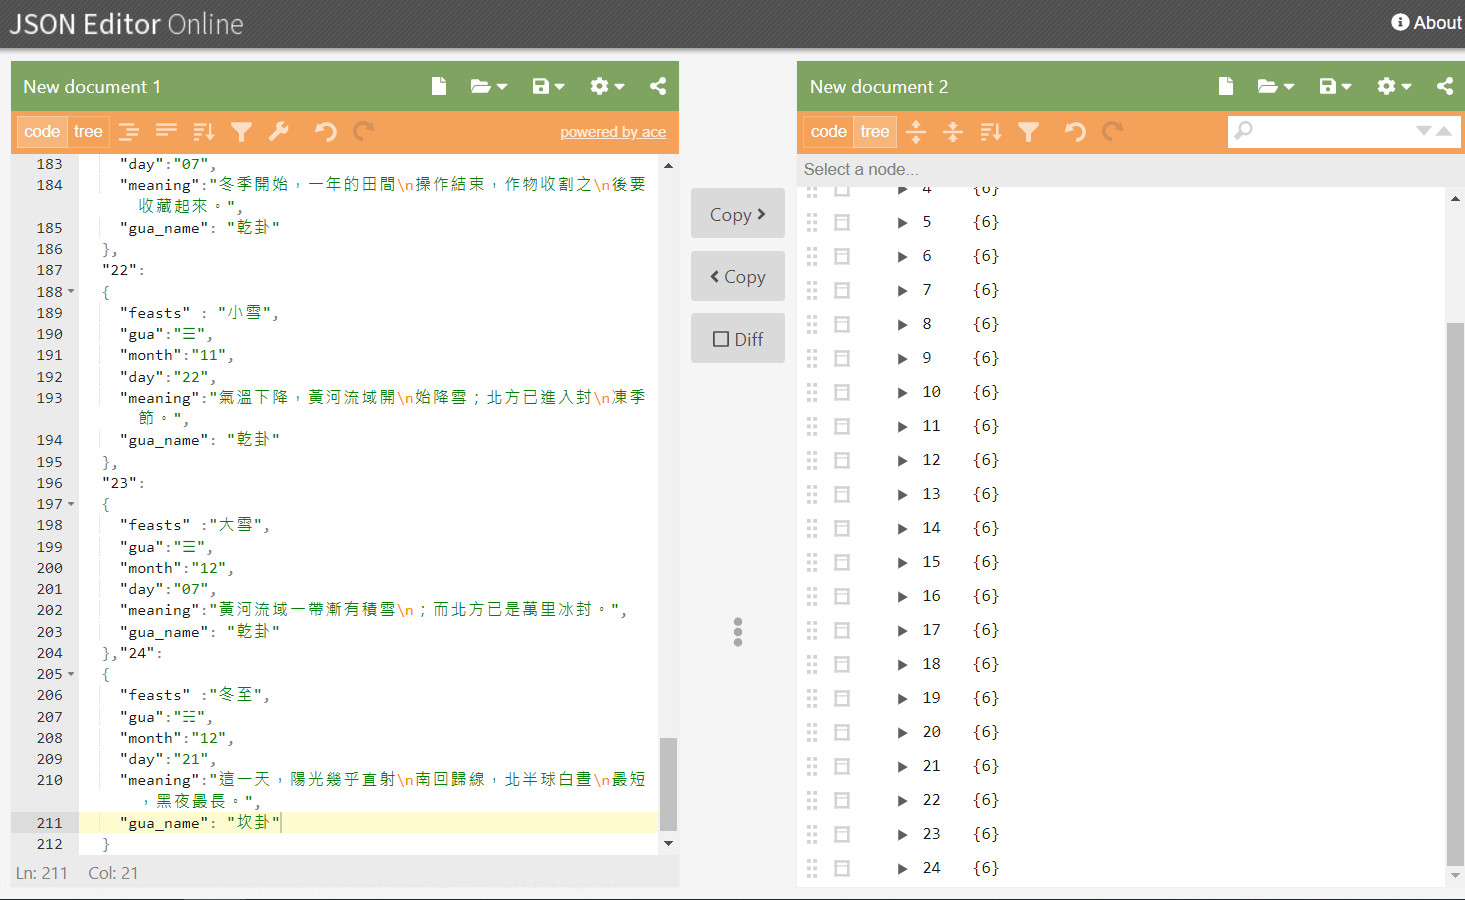 JSON Editor Online
About
New document 1
code tree
powered by ace
183 "day":"07",
184 "meaning":"冬季開始，一年的田間\n操作結束，作物收割之\n後要
收藏起來。",
185 "gua_name": "乾卦"
186 },
187 "22":
188 {
189 "feasts" : "小雪",
190 "gua":"☰",
191 "month":"11",
192 "day":"22",
193 "meaning":"氣溫下降，黃河流域開\n始降雪；北方已進入封\n凍季
節。",
194 "gua_name": "乾卦"
195 },
196 "23":
197 {
198 "feasts" :"大雪",
199 "gua":"☰",
200 "month":"12",
201 "day":"07",
202 "meaning":"黃河流域一帶漸有積雪\n；而北方已是萬里冰封。",
203 "gua_name": "乾卦"
204 },"24":
205 {
206 "feasts" :"冬至",
207 "gua":"☵",
208 "month":"12",
209 "day":"21",
210 "meaning":"這一天，陽光幾乎直射\n南回歸線，北半球白晝\n最短
，黑夜最長。",
211 "gua_name": "坎卦"
212 }
Ln: 211 Col: 21
Copy
Copy
Diff
New document 2
code tree
Select a node...
4 {6}
5 {6}
6 {6}
7 {6}
8 {6}
9 {6}
10 {6}
11 {6}
12 {6}
13 {6}
14 {6}
15 {6}
16 {6}
17 {6}
18 {6}
19 {6}
20 {6}
21 {6}
22 {6}
23 {6}
24 {6}